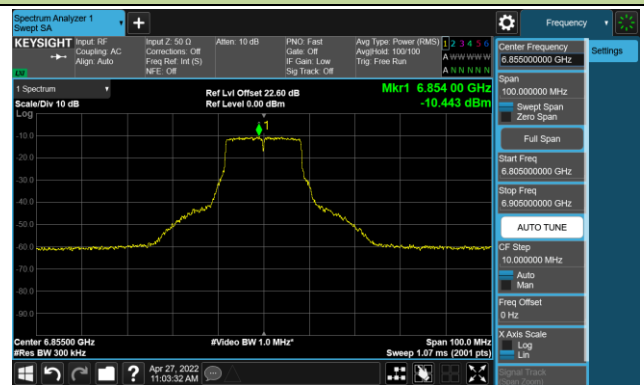 Spectrum Analyzer 1
Swept SA
Frequency
KEYSIGHT
Input: RF
Coupling: AC
Align: Auto
Input Z: 50 Ω
Corrections: Off
Freq Ref: Int (S)
NFE: Off
Atten: 10 dB
PNO: Fast
Gate: Off
IF Gain: Low
Sig Track: Off
Avg Type: Power (RMS)
Avg|Hold: 100/100
Trig: Free Run
1 2 3 4 5 6
A W W W W W
A N N N N N
LXI
1 Spectrum
Scale/Div 10 dB
Log
Ref Lvl Offset 22.60 dB
Ref Level 0.00 dBm
Mkr1 6.854 00 GHz
-10.443 dBm
1
-10.0
-20.0
-30.0
-40.0
-50.0
-60.0
-70.0
-80.0
-90.0
Center 6.85500 GHz
#Res BW 300 kHz
#Video BW 1.0 MHz*
Span 100.0 MHz
Sweep 1.07 ms (2001 pts)
Apr 27, 2022
11:03:32 AM
?
Center Frequency
6.855000000 GHz
Settings
Span
100.000000 MHz
Swept Span
Zero Span
Full Span
Start Freq
6.805000000 GHz
Stop Freq
6.905000000 GHz
AUTO TUNE
CF Step
10.000000 MHz
Auto
Man
Freq Offset
0 Hz
X Axis Scale
Log
Lin
Signal Track
(Span Zoom)